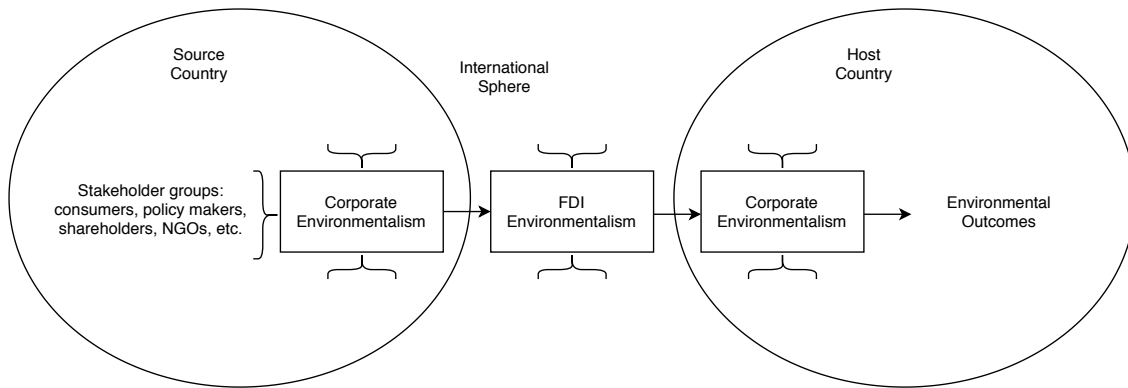 Source
Country
International
Sphere
Host
Country
Stakeholder groups:
consumers, policy makers,
shareholders, NGOs, etc.
Corporate
Environmentalism
FDI
Environmentalism
Corporate
Environmentalism
Environmental
Outcomes